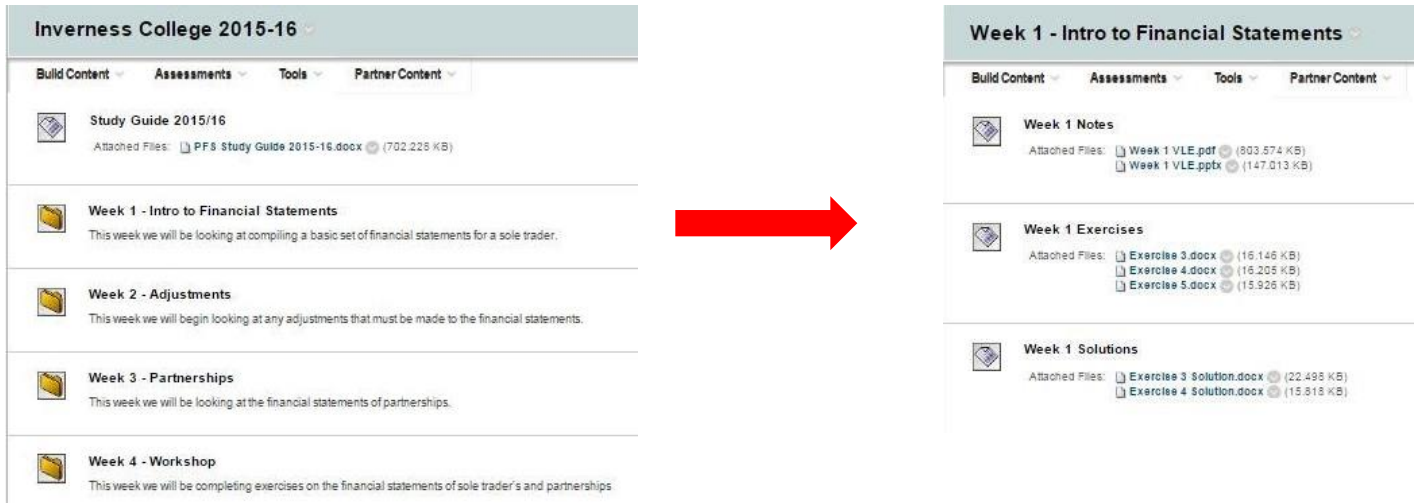 Inverness College 2015-16
Build Content Assessments Tools Partner Content
Study Guide 2015/16
Attached Files: PFS Study Guide 2015-16.docx (702.228 KB)
Week 1 - Intro to Financial Statements
This week we will be looking at compiling a basic set of financial statements for a sole trader.
Week 2 - Adjustments
This week we will begin looking at any adjustments that must be made to the financial statements.
Week 3 - Partnerships
This week we will be looking at the financial statements of partnerships.
Week 4 - Workshop
This week we will be completing exercises on the financial statements of sole trader's and partnerships
Week 1 - Intro to Financial Statements
Build Content Assessments Tools Partner Content
Week 1 Notes
Attached Files: Week 1 VLE.pdf (803.574 KB)
Week 1 VLE.pptx (147.013 KB)
Week 1 Exercises
Attached Files: Exercise 3.docx (16.146 KB)
Exercise 4.docx (16.205 KB)
Exercise 5.docx (15.926 KB)
Week 1 Solutions
Attached Files: Exercise 3 Solution.docx (22.498 KB)
Exercise 4 Solution.docx (15.818 KB)